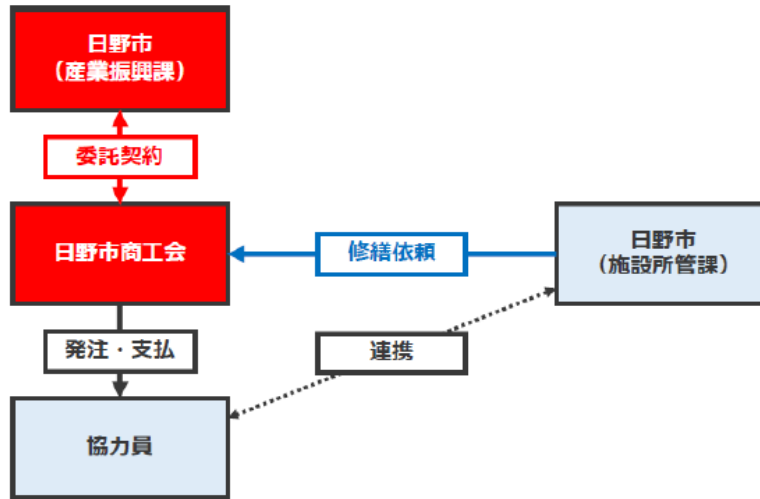 日野市
（産業振興課）
委託契約
日野市商工会
修繕依頼
日野市
（施設所管課）
発注・支払
連携
協力員